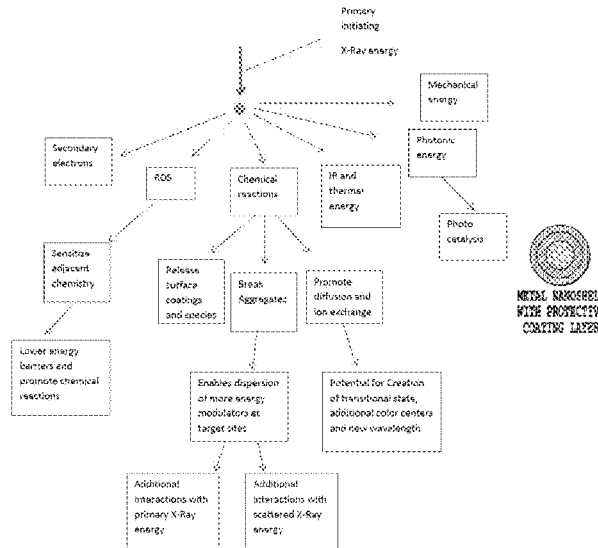 Primary
initiating
X-Ray energy
Mechanical
energy
Secondary
electrons
ROS
Chemical
reactions
IR and
thermal
energy
Photonic
energy
Photo
catalysis
Sensitize
adjacent
chemistry
Release
surface
coatings
and species
Break
Aggregates
Promote
diffusion and
ion exchange
METAL NANOSHEL
WITH PROTECTIV
COATING LAYER
Lower energy
barriers and
promote chemical
reactions
Enables dispersion
of more energy
modulators at
target sites
Potential for Creation
of transitional state,
additional color centers
and new wavelength
Additional
Interactions with
primary X-Ray
energy
Additional
Interactions with
scattered X-Ray
energy